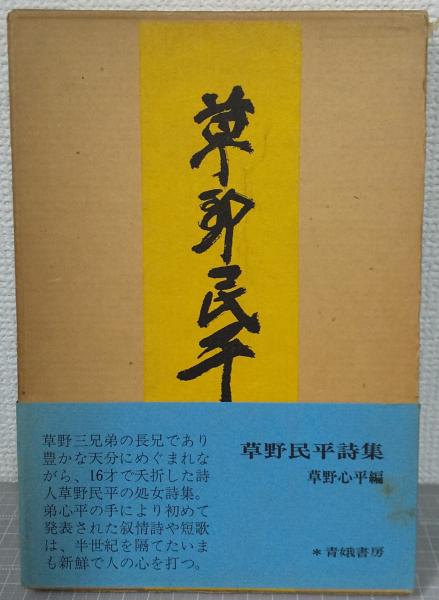 草野民平
草野民平詩集
草野心平編
＊青娥書房
草野三兄弟の長兄であり
豊かな天分にめぐまれな
がら、16才で夭折した詩
人草野民平の処女詩集。
弟心平の手により初めて
発表された叙情詩や短歌
は、半世紀を隔てたいま
も新鮮で人の心を打つ。